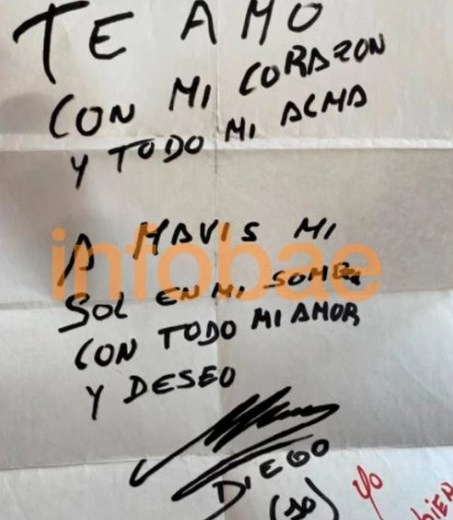 TE AMO
CON MI CORAZON
Y TODO MI ALMA
A MAVIS MI
SOL EN MI SOMBRA
CON TODO MI AMOR
Y DESEO
DIEGO
(10)
yo
infobae